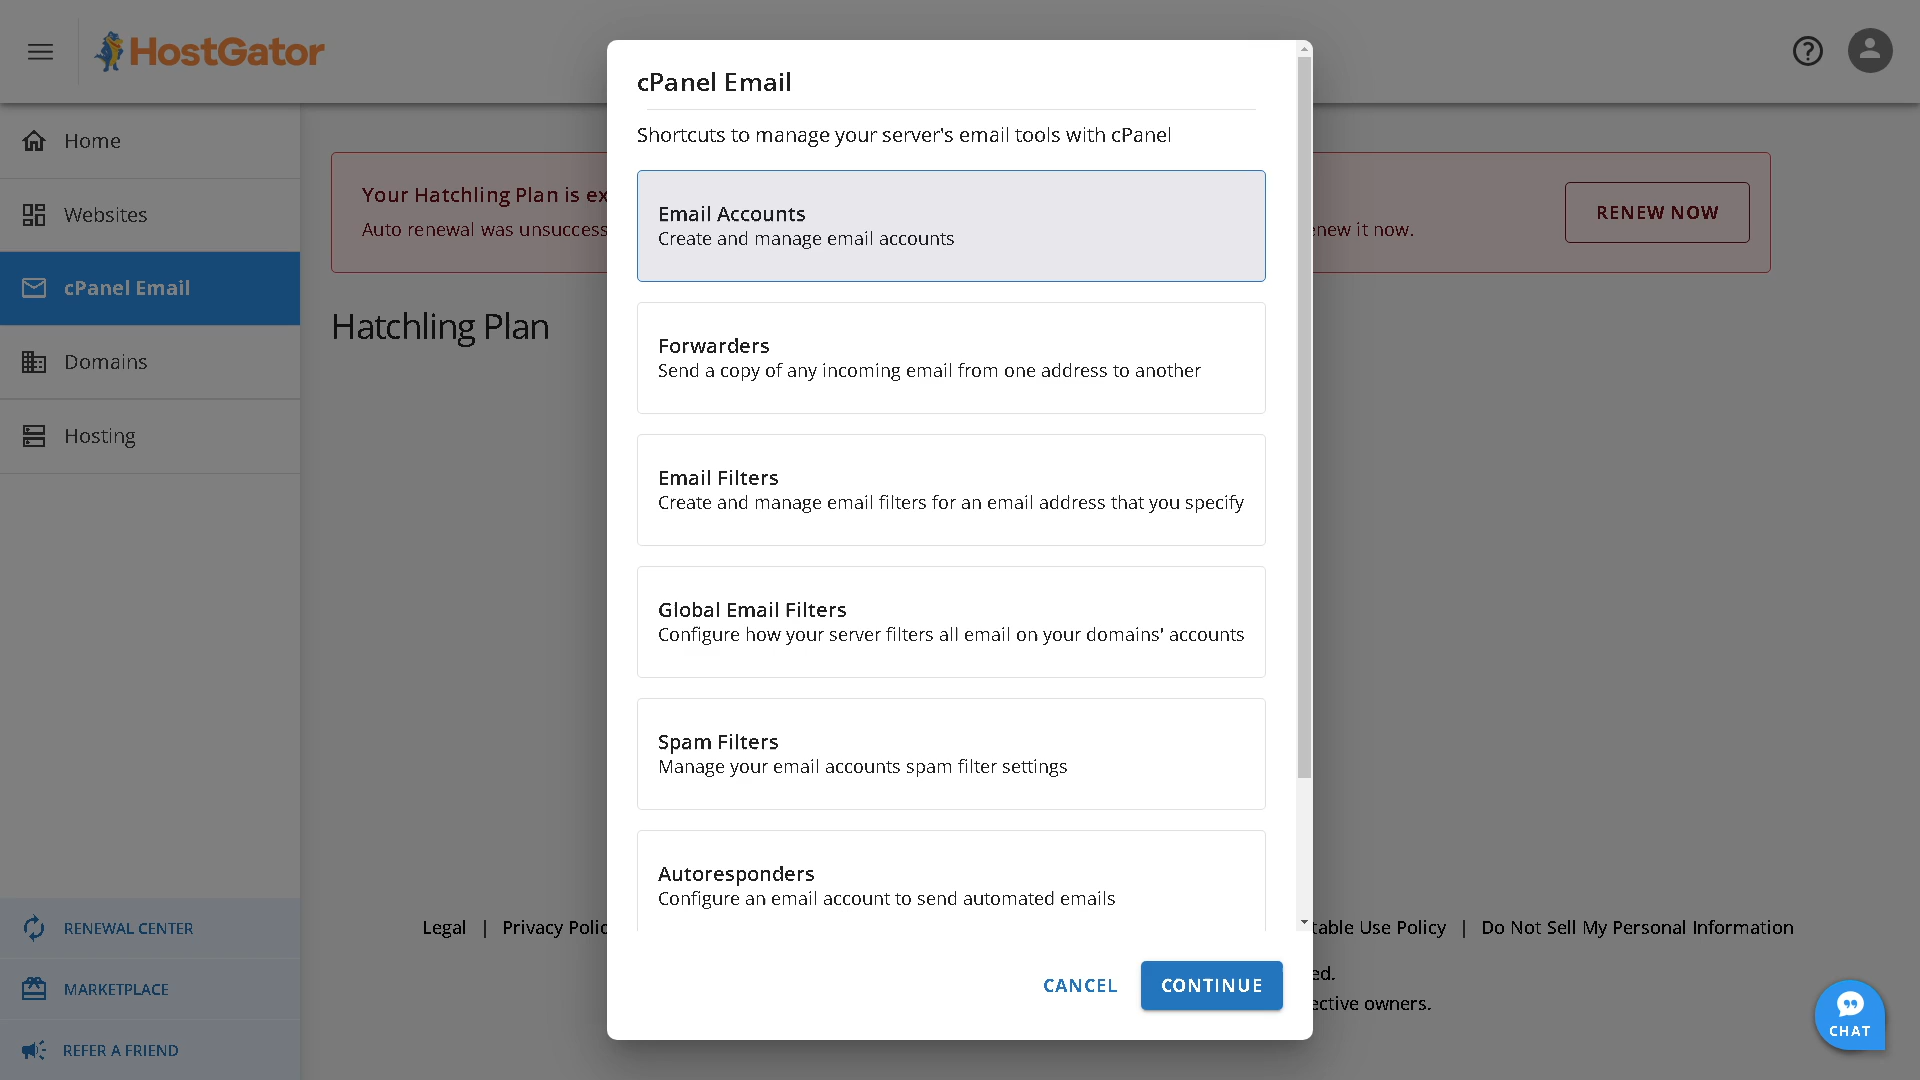 HostGator
Home
Websites
cPanel Email
Domains
Hosting
RENEWAL CENTER
MARKETPLACE
REFER A FRIEND
Your Hatchling Plan is ex
Auto renewal was unsuccess
new it now.
RENEW NOW
Hatchling Plan
cPanel Email
Shortcuts to manage your server's email tools with cPanel
Email Accounts
Create and manage email accounts
Forwarders
Send a copy of any incoming email from one address to another
Email Filters
Create and manage email filters for an email address that you specify
Global Email Filters
Configure how your server filters all email on your domains' accounts
Spam Filters
Manage your email accounts spam filter settings
Autoresponders
Configure an email account to send automated emails
CANCEL
CONTINUE
Legal | Privacy Polic
table Use Policy | Do Not Sell My Personal Information
ed.
ective owners.
CHAT